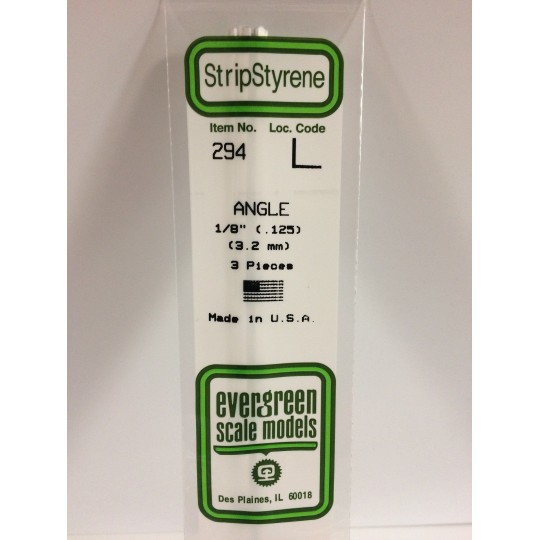 StripStyrene
Item No. Loc. Code
294 L
ANGLE
1/8" (.125)
(3.2 mm)
3 Pieces
Made in U.S.A.
evergreen
scale models
Des Plaines, IL 60018